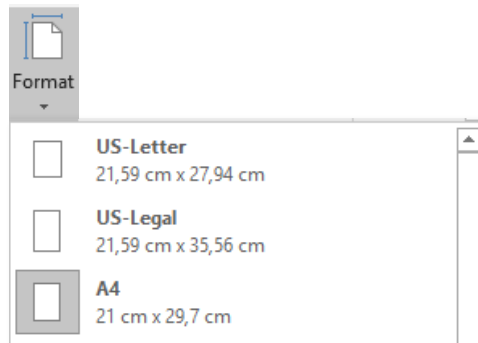 Format
US-Letter
21,59 cm x 27,94 cm
US-Legal
21,59 cm x 35,56 cm
A4
21 cm x 29,7 cm